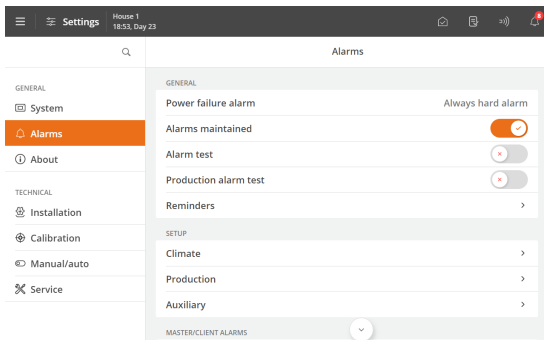 Settings
House 1
18:53, Day 23
8
Alarms
GENERAL
System
Alarms
About
TECHNICAL
Installation
Calibration
Manual/auto
Service
GENERAL
Power failure alarm Always hard alarm
Alarms maintained
Alarm test
Production alarm test
Reminders
SETUP
Climate
Production
Auxiliary
MASTER/CLIENT ALARMS